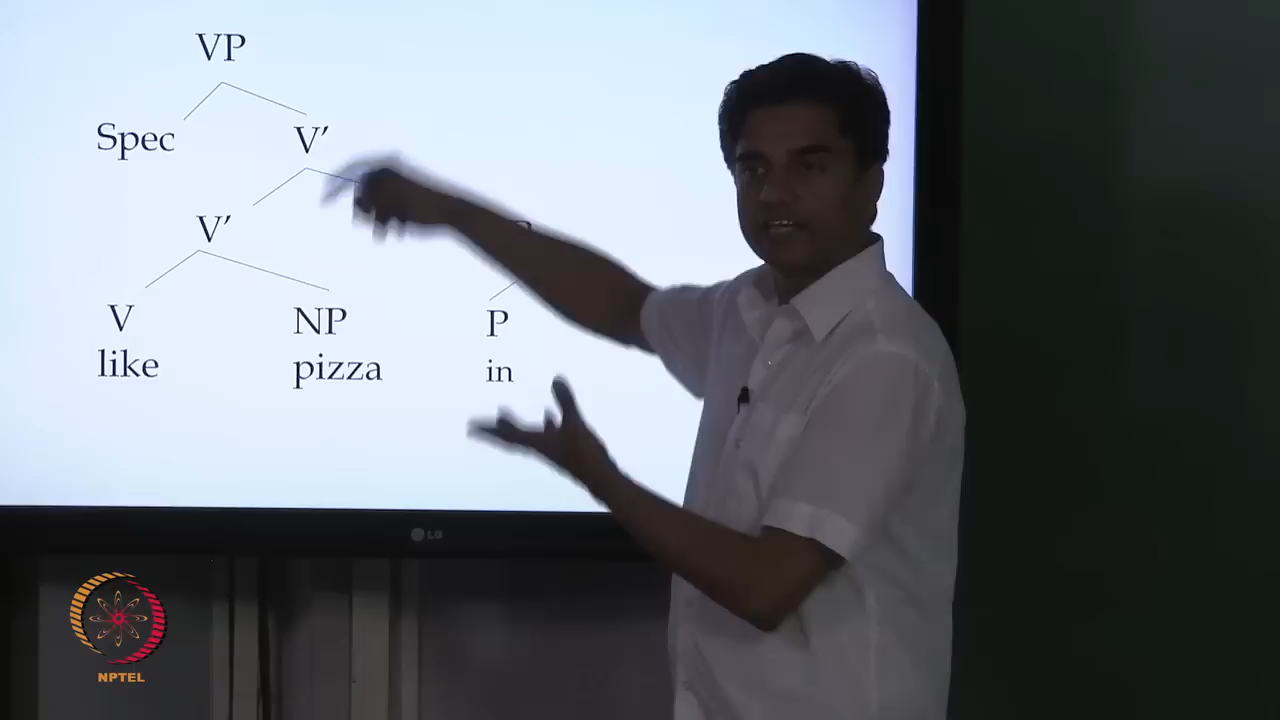 VP
Spec V′
V′
V NP P
like pizza in
LG
NPTEL